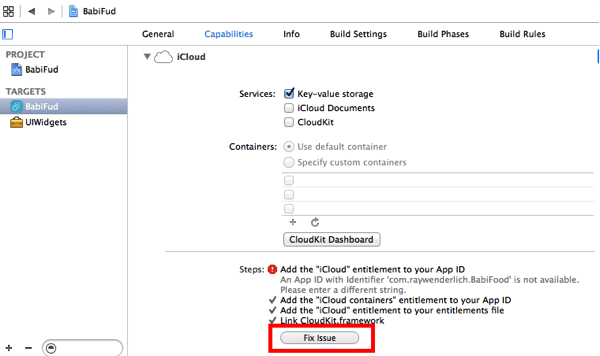 BabiFud
General Capabilities Info Build Settings Build Phases Build Rules
PROJECT
BabiFud
TARGETS
BabiFud
UIWidgets
iCloud
Services: Key-value storage
iCloud Documents
CloudKit
Containers: Use default container
Specify custom containers
CloudKit Dashboard
Steps: Add the "iCloud" entitlement to your App ID
An App ID with Identifier 'com.raywenderlich.BabiFood' is not available.
Please enter a different string.
Add the "iCloud containers" entitlement to your App ID
Add the "iCloud" entitlement to your entitlements file
Link CloudKit.framework
Fix Issue